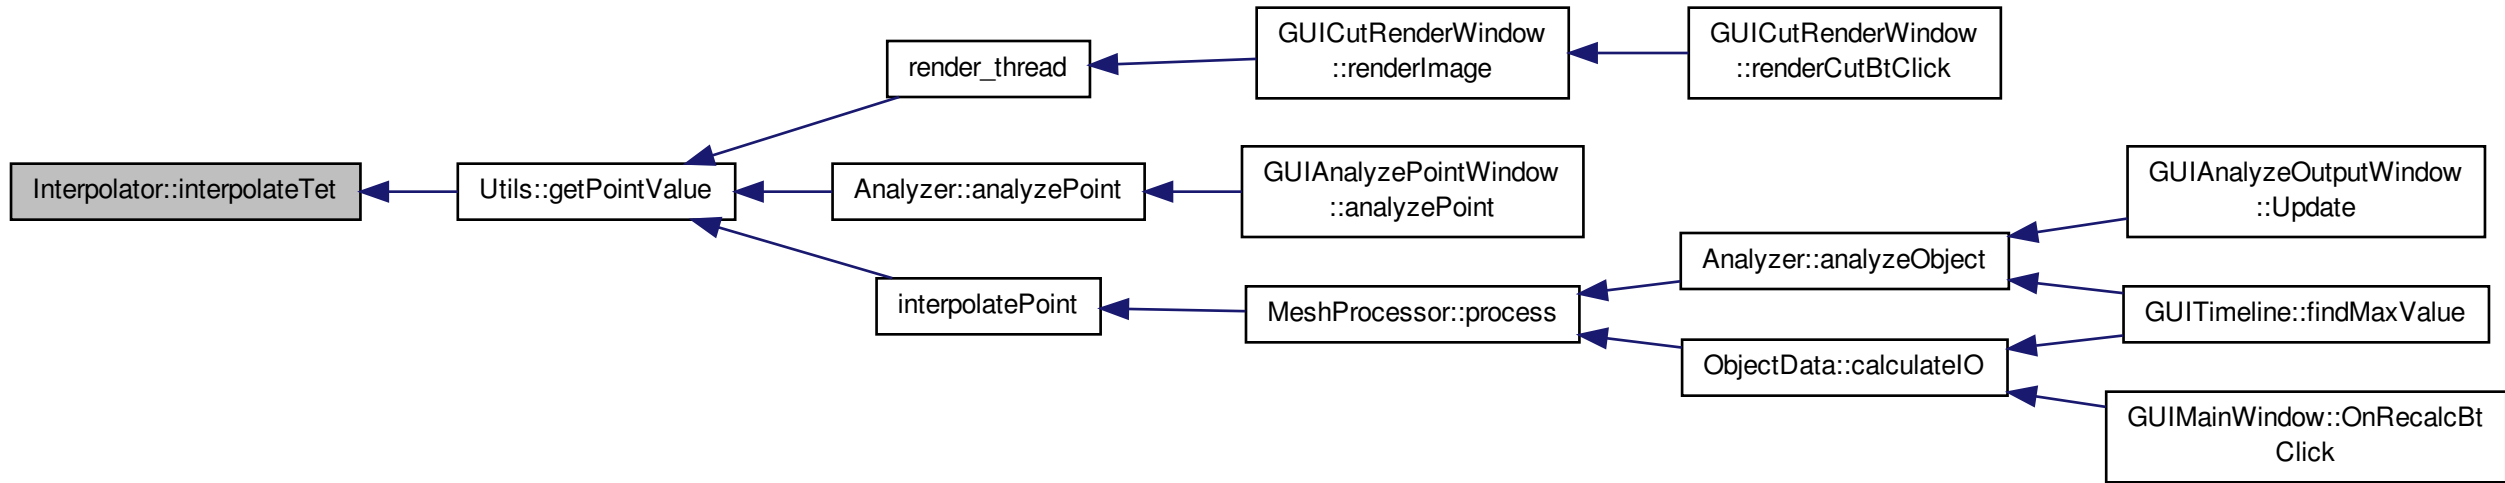 Interpolator::interpolateTet
Utils::getPointValue
render_thread
GUICutRenderWindow
::renderImage
GUICutRenderWindow
::renderCutBtClick
Analyzer::analyzePoint
GUIAnalyzePointWindow
::analyzePoint
interpolatePoint
MeshProcessor::process
Analyzer::analyzeObject
GUIAnalyzeOutputWindow
::Update
GUITimeline::findMaxValue
ObjectData::calculateIO
GUIMainWindow::OnRecalcBt
Click